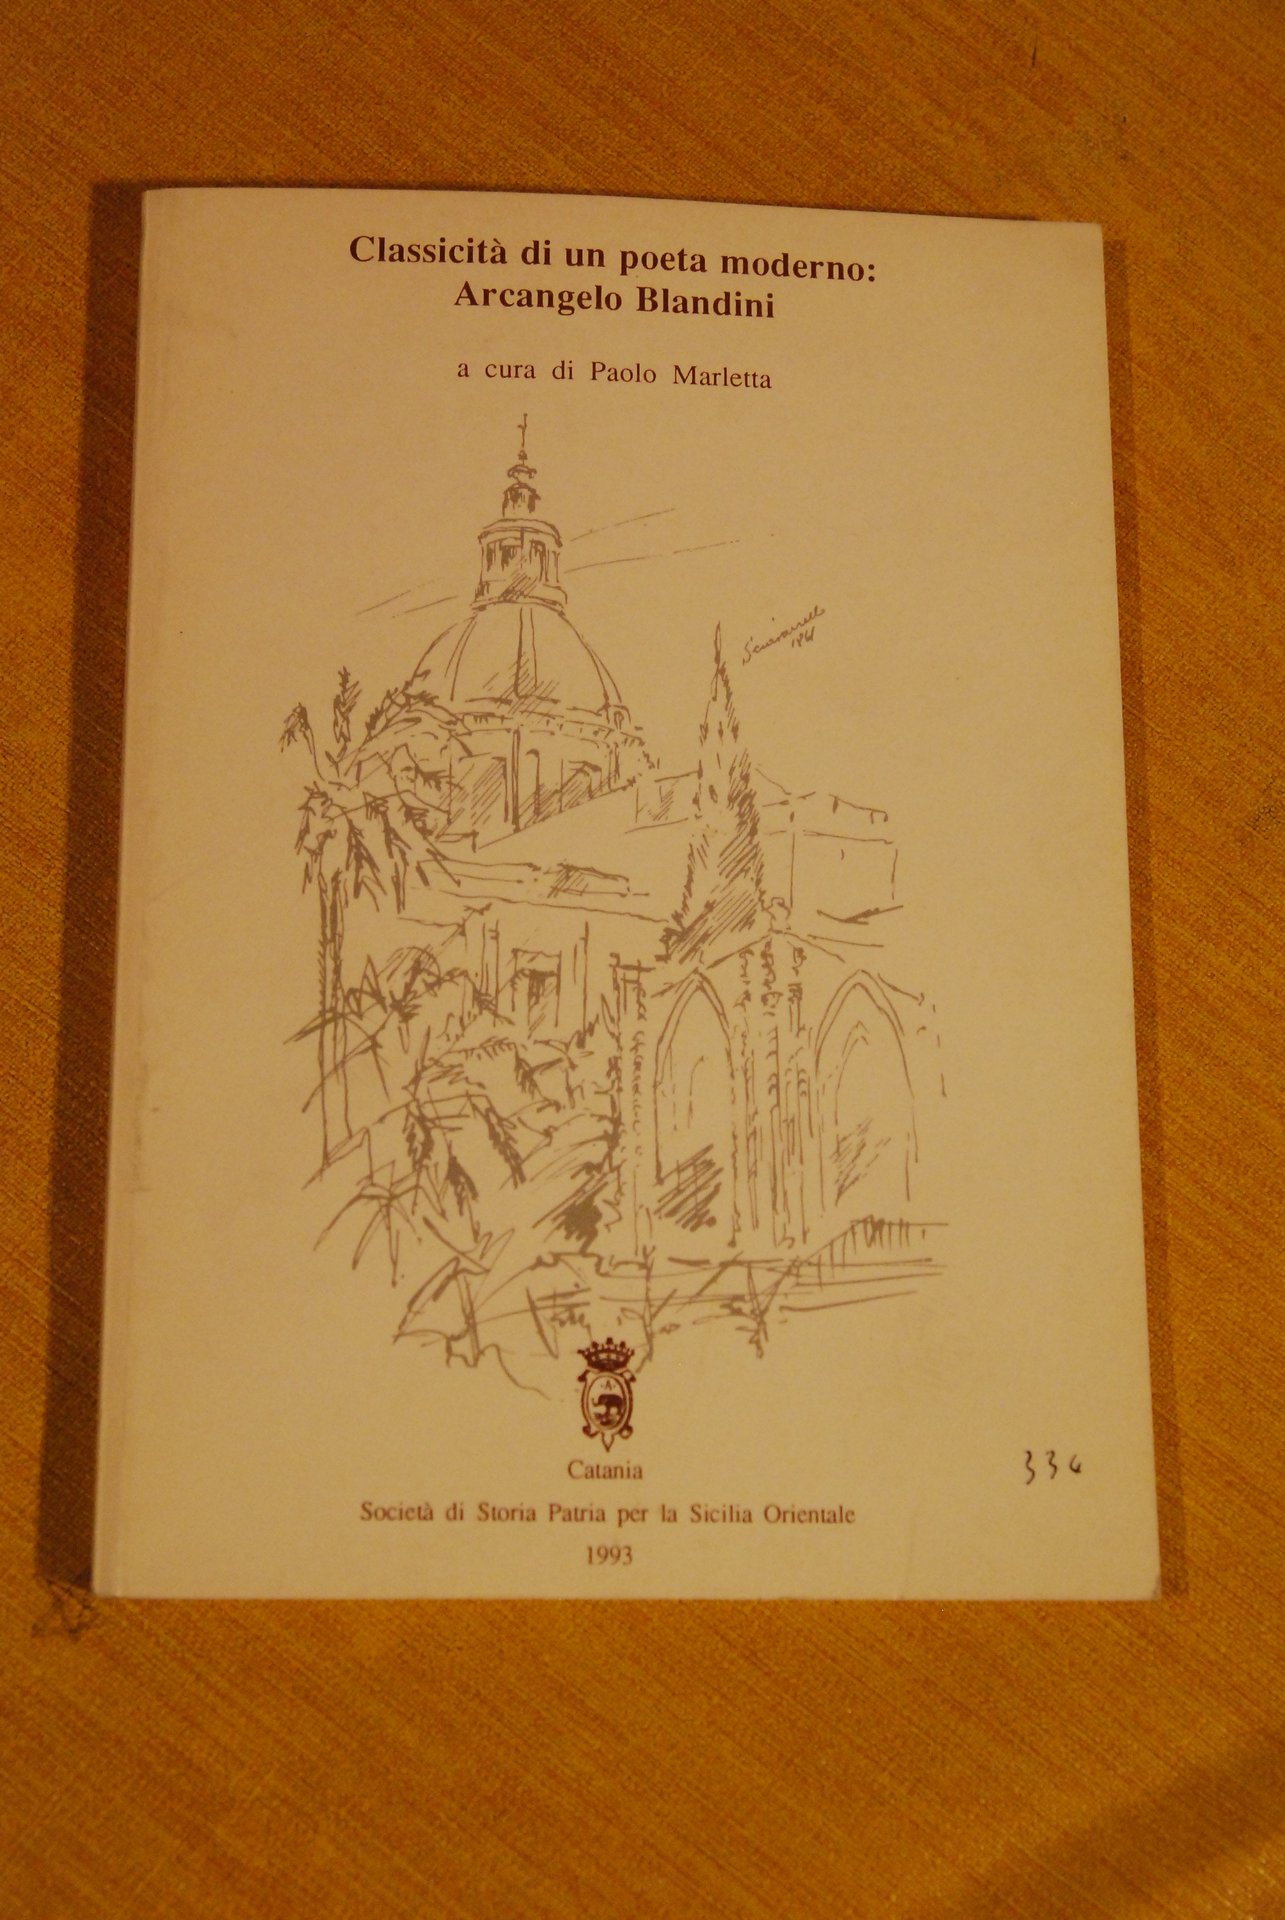 Classicità di un poeta moderno:
Arcangelo Blandini
a cura di Paolo Marletta
A
Catania
334
Società di Storia Patria per la Sicilia Orientale
1993